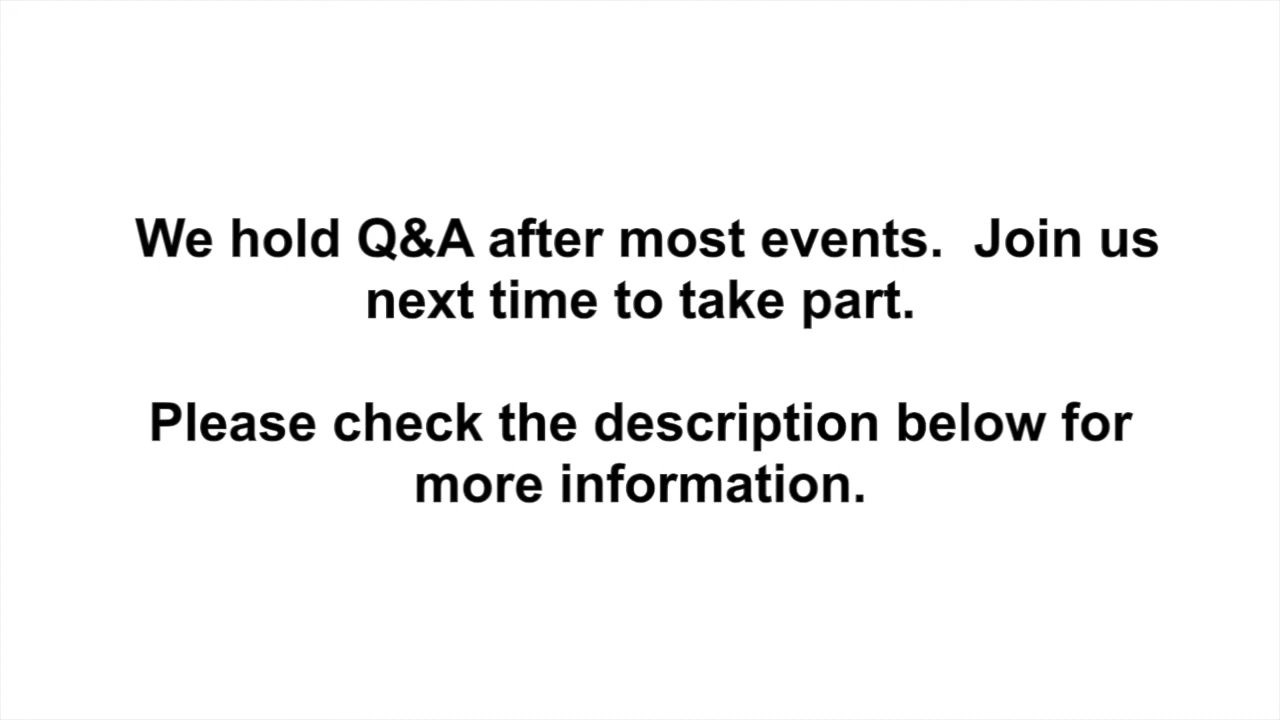 We hold Q&A after most events.  Join us
next time to take part.
Please check the description below for
more information.